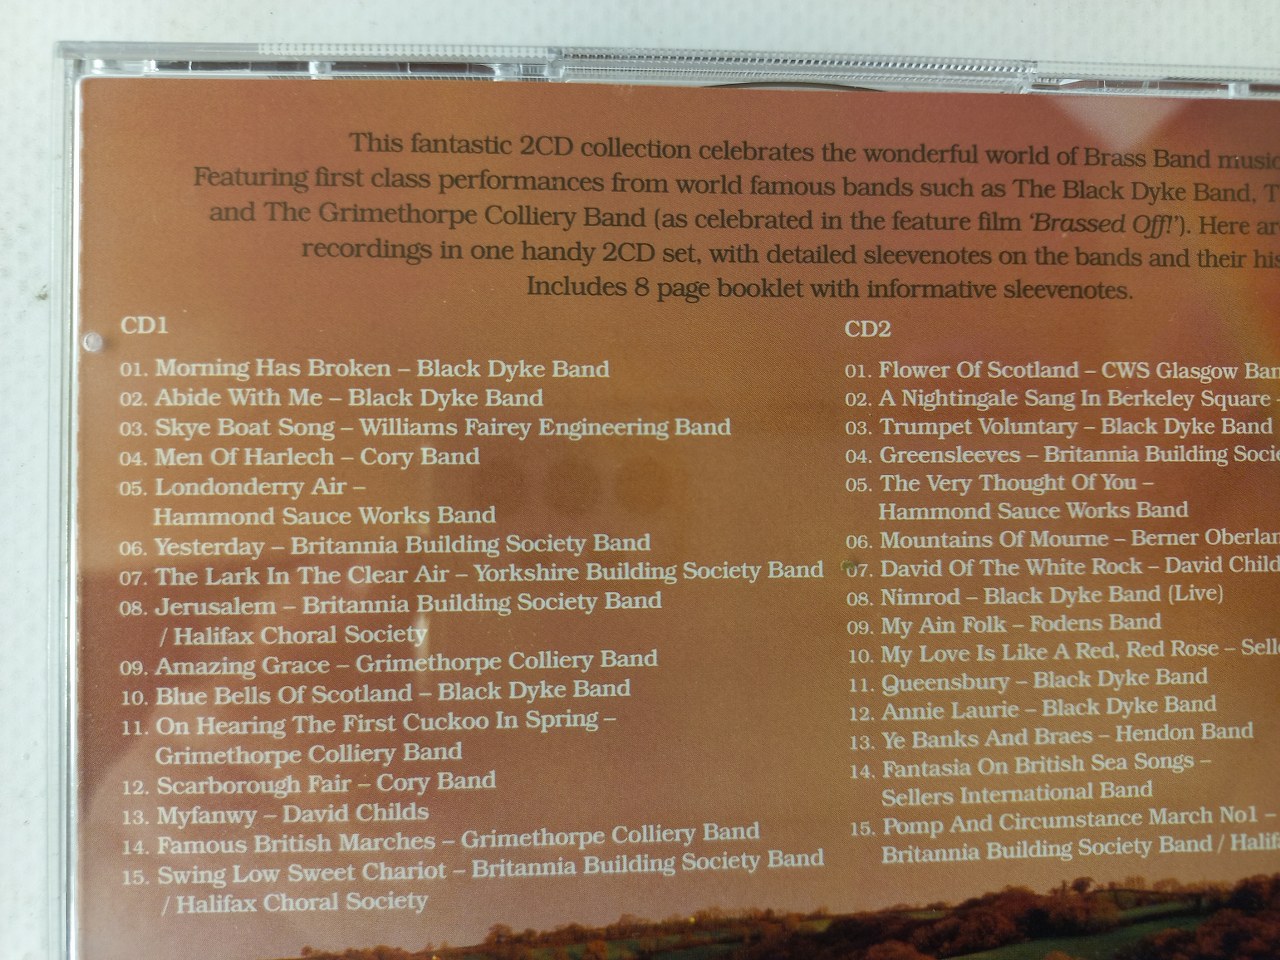 This fantastic 2CD collection celebrates the wonderful world of Brass Band music
Featuring first class performances from world famous bands such as The Black Dyke Band, T
and The Grimethorpe Colliery Band (as celebrated in the feature film ‘Brassed Off!’). Here ar
recordings in one handy 2CD set, with detailed sleevenotes on the bands and their his
Includes 8 page booklet with informative sleevenotes.
CD1
01. Morning Has Broken – Black Dyke Band
02. Abide With Me – Black Dyke Band
03. Skye Boat Song – Williams Fairey Engineering Band
04. Men Of Harlech – Cory Band
05. Londonderry Air –
Hammond Sauce Works Band
06. Yesterday – Britannia Building Society Band
07. The Lark In The Clear Air – Yorkshire Building Society Band
08. Jerusalem – Britannia Building Society Band
/ Halifax Choral Society
09. Amazing Grace – Grimethorpe Colliery Band
10. Blue Bells Of Scotland – Black Dyke Band
11. On Hearing The First Cuckoo In Spring –
Grimethorpe Colliery Band
12. Scarborough Fair – Cory Band
13. Myfanwy – David Childs
14. Famous British Marches – Grimethorpe Colliery Band
15. Swing Low Sweet Chariot – Britannia Building Society Band
/ Halifax Choral Society
CD2
01. Flower Of Scotland – CWS Glasgow Ban
02. A Nightingale Sang In Berkeley Square –
03. Trumpet Voluntary – Black Dyke Band
04. Greensleeves – Britannia Building Socie
05. The Very Thought Of You –
Hammond Sauce Works Band
06. Mountains Of Mourne – Berner Oberlan
07. David Of The White Rock – David Child
08. Nimrod – Black Dyke Band (Live)
09. My Ain Folk – Fodens Band
10. My Love Is Like A Red, Red Rose – Selle
11. Queensbury – Black Dyke Band
12. Annie Laurie – Black Dyke Band
13. Ye Banks And Braes – Hendon Band
14. Fantasia On British Sea Songs –
Sellers International Band
15. Pomp And Circumstance March No1 –
Britannia Building Society Band / Halifa